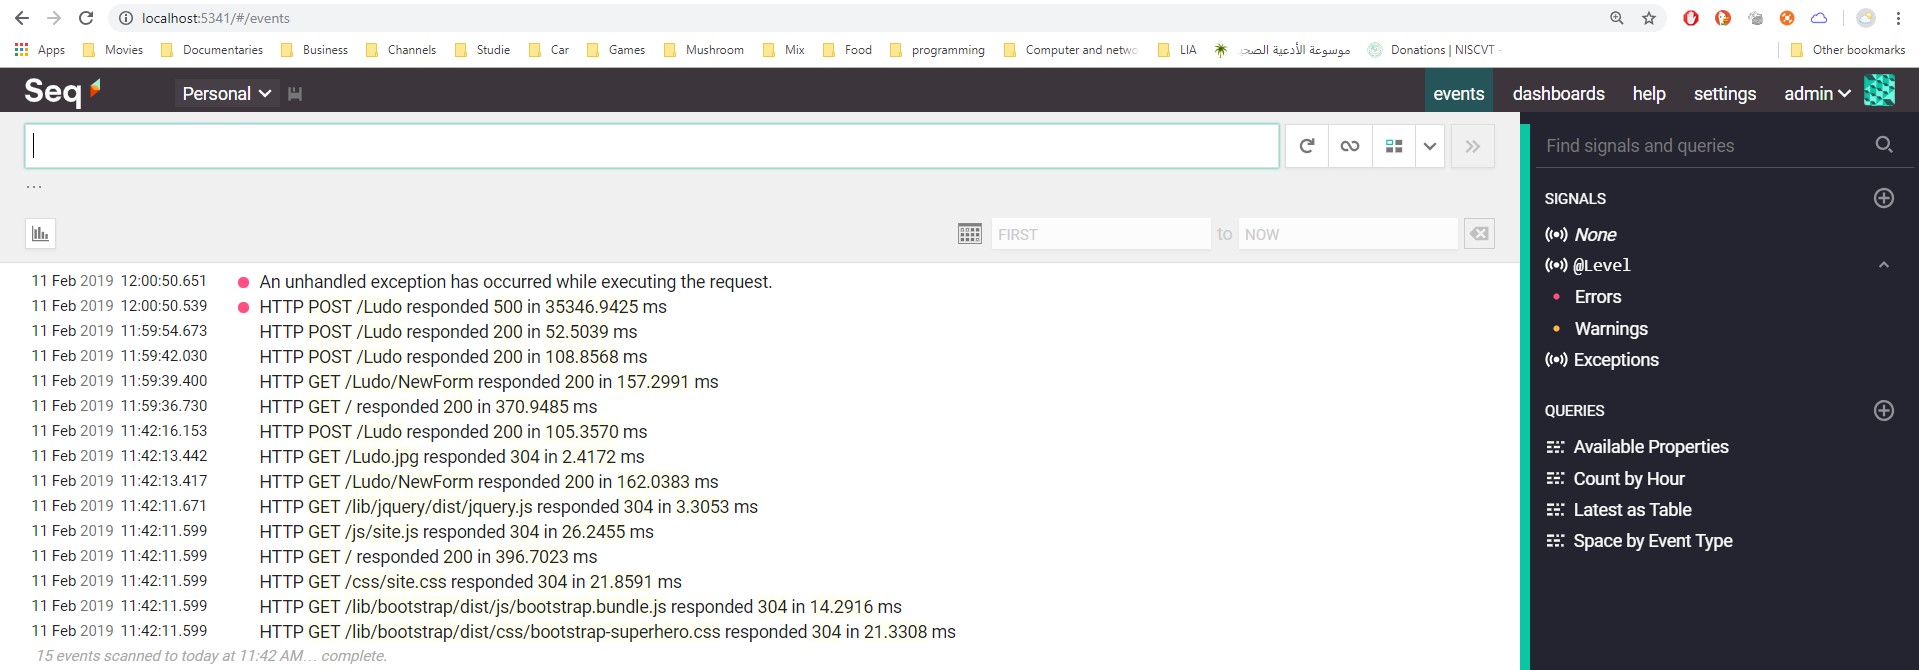 localhost:5341/#/events
Apps Movies Documentaries Business Channels Studie Car Games Mushroom Mix Food programming Computer and netwo LIA موسوعة الأدعية الصحي Donations | NISCVT - Other bookmarks
Seq Personal events dashboards help settings admin
...
FIRST to NOW
11 Feb 2019 12:00:50.651 An unhandled exception has occurred while executing the request.
11 Feb 2019 12:00:50.539 HTTP POST /Ludo responded 500 in 35346.9425 ms
11 Feb 2019 11:59:54.673 HTTP POST /Ludo responded 200 in 52.5039 ms
11 Feb 2019 11:59:42.030 HTTP POST /Ludo responded 200 in 108.8568 ms
11 Feb 2019 11:59:39.400 HTTP GET /Ludo/NewForm responded 200 in 157.2991 ms
11 Feb 2019 11:59:36.730 HTTP GET / responded 200 in 370.9485 ms
11 Feb 2019 11:42:16.153 HTTP POST /Ludo responded 200 in 105.3570 ms
11 Feb 2019 11:42:13.442 HTTP GET /Ludo.jpg responded 304 in 2.4172 ms
11 Feb 2019 11:42:13.417 HTTP GET /Ludo/NewForm responded 200 in 162.0383 ms
11 Feb 2019 11:42:11.671 HTTP GET /lib/jquery/dist/jquery.js responded 304 in 3.3053 ms
11 Feb 2019 11:42:11.599 HTTP GET /js/site.js responded 304 in 26.2455 ms
11 Feb 2019 11:42:11.599 HTTP GET / responded 200 in 396.7023 ms
11 Feb 2019 11:42:11.599 HTTP GET /css/site.css responded 304 in 21.8591 ms
11 Feb 2019 11:42:11.599 HTTP GET /lib/bootstrap/dist/js/bootstrap.bundle.js responded 304 in 14.2916 ms
11 Feb 2019 11:42:11.599 HTTP GET /lib/bootstrap/dist/css/bootstrap-superhero.css responded 304 in 21.3308 ms
15 events scanned to today at 11:42 AM… complete.
Find signals and queries
SIGNALS
None
@Level
Errors
Warnings
Exceptions
QUERIES
Available Properties
Count by Hour
Latest as Table
Space by Event Type